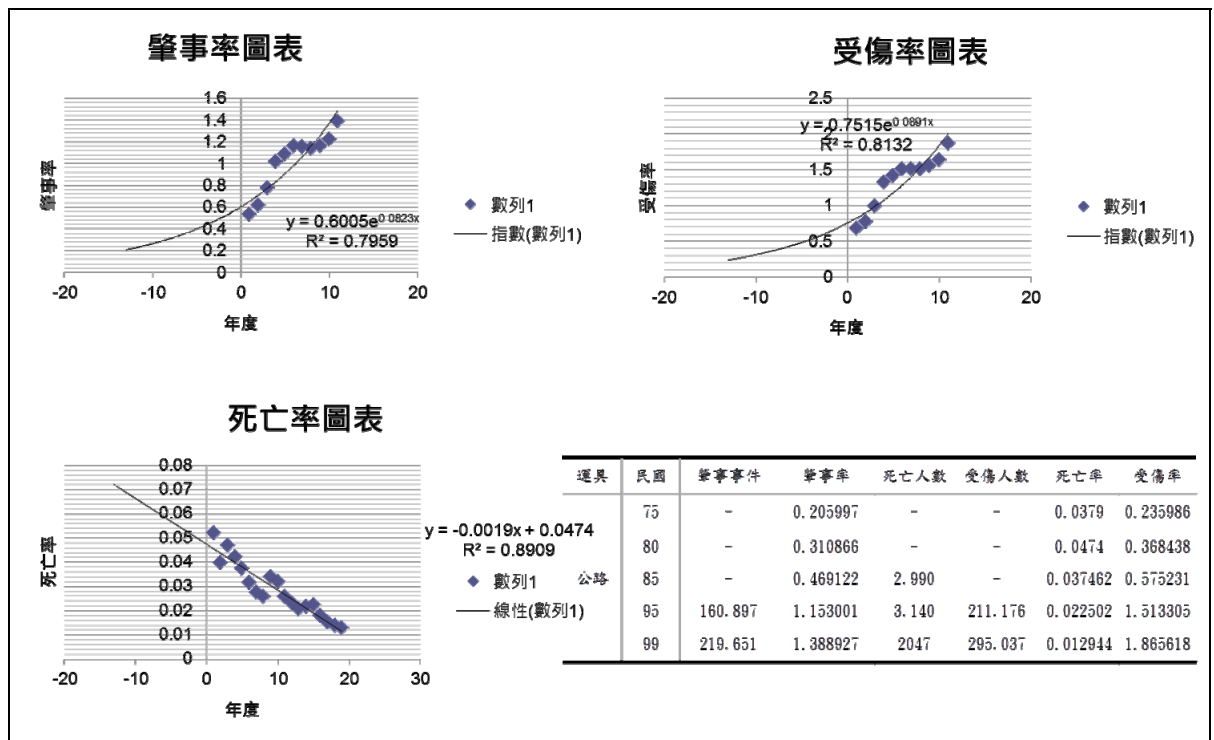 肇事率圖表
1.6
1.4
1.2
1
0.8
0.6
0.4
0.2
0
-20 -10 0 10 20
肇事率
年度
y = 0.6005e^0.0823x
R² = 0.7959
數列1
指數(數列1)
受傷率圖表
2.5
2
1.5
1
0.5
0
-20 -10 0 10 20
受傷率
年度
y = 0.7515e^0.0891x
R² = 0.8132
數列1
指數(數列1)
死亡率圖表
0.08
0.07
0.06
0.05
0.04
0.03
0.02
0.01
0
-20 -10 0 10 20 30
死亡率
年度
y = -0.0019x + 0.0474
R² = 0.8909
數列1
線性(數列1)
運具 民國 肇事事件 肇事率 死亡人數 受傷人數 死亡率 受傷率
75 - 0.205997 - - 0.0379 0.235986
80 - 0.310866 - - 0.0474 0.368438
公路 85 - 0.469122 2.990 - 0.037462 0.575231
95 160.897 1.153001 3.140 211.176 0.022502 1.513305
99 219.651 1.388927 2047 295.037 0.012944 1.865618